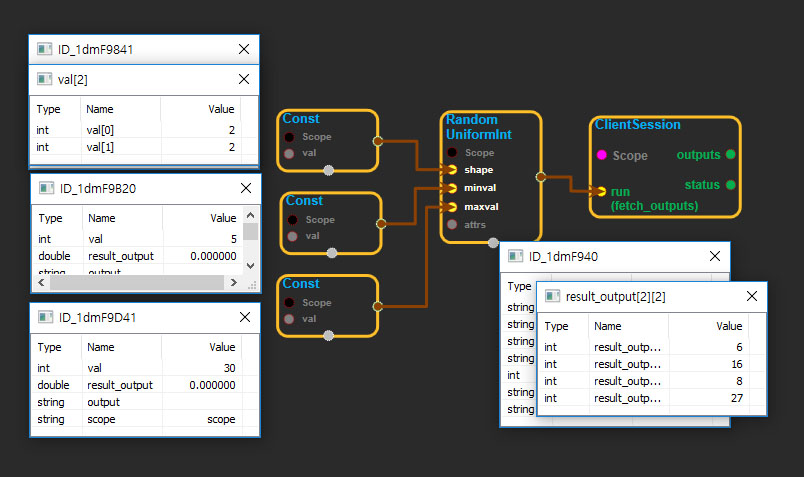 ID_1dmF9841
val[2]
Type Name Value
int val[0] 2
int val[1] 2
ID_1dmF9B20
Type Name Value
int val 5
double result_output 0.000000
string output
ID_1dmF9D41
Type Name Value
int val 30
double result_output 0.000000
string output
string scope scope
Const
Scope
val
Const
Scope
val
Const
Scope
val
Random
UniformInt
Scope
shape
minval
maxval
attrs
ClientSession
Scope outputs
status
run
(fetch_outputs)
ID_1dmF940
Type
string
string
string
string
int
string
string
result_output[2][2]
Type Name Value
int result_outp... 6
int result_outp... 16
int result_outp... 8
int result_outp... 27